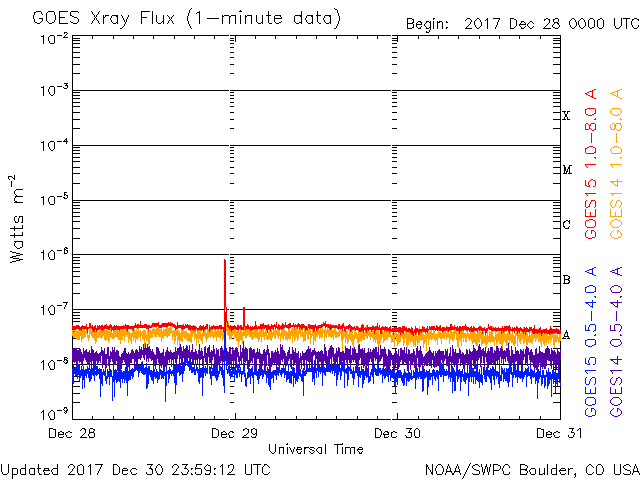 GOES Xray Flux (1-minute data)
Begin: 2017 Dec 28 0000 UTC
10⁻²
10⁻³
10⁻⁴
10⁻⁵
10⁻⁶
10⁻⁷
10⁻⁸
10⁻⁹
Watts m⁻²
X
M
C
B
A
GOES15 1.0-8.0 A
GOES14 1.0-8.0 A
GOES15 0.5-4.0 A
GOES14 0.5-4.0 A
Dec 28
Dec 29
Dec 30
Dec 31
Universal Time
Updated 2017 Dec 30 23:59:12 UTC
NOAA/SWPC Boulder, CO USA